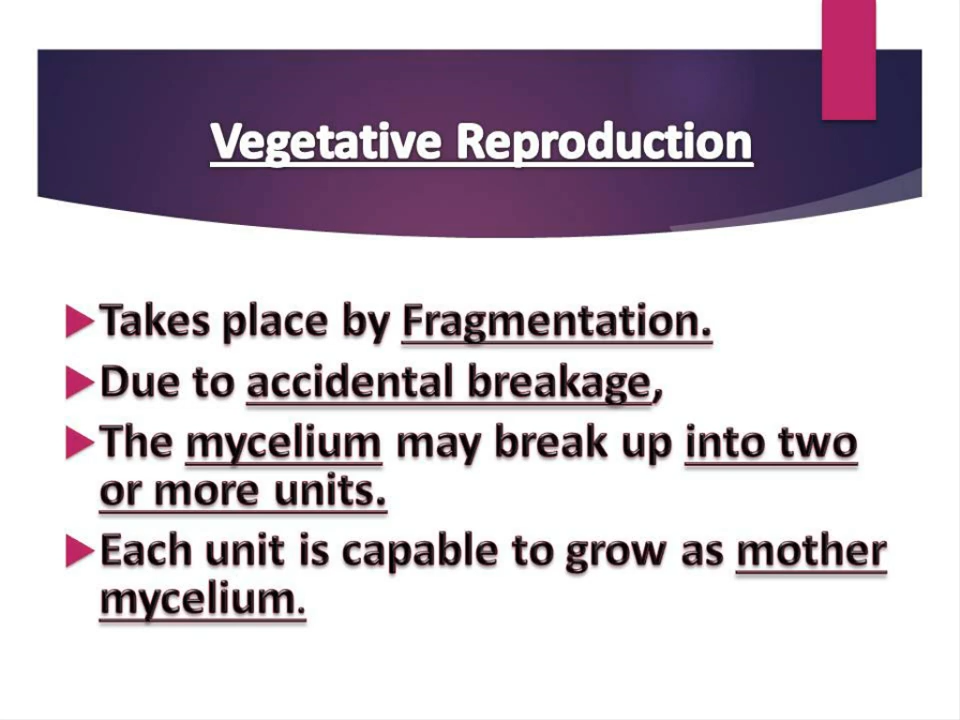 Vegetative Reproduction
Takes place by Fragmentation.
Due to accidental breakage,
The mycelium may break up into two
or more units.
Each unit is capable to grow as mother
mycelium.